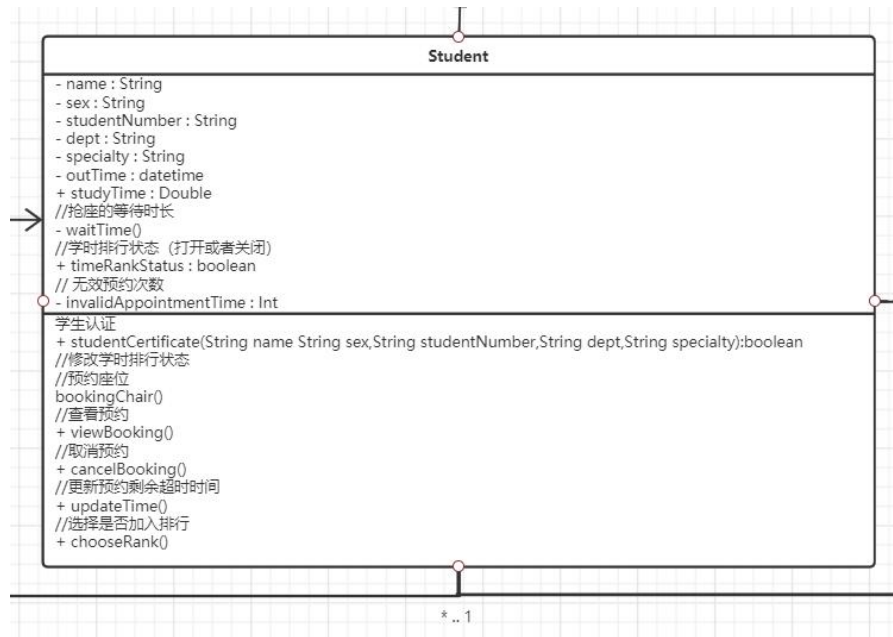 Student
- name : String
- sex : String
- studentNumber : String
- dept : String
- specialty : String
- outTime : datetime
+ studyTime : Double
//抢座的等待时长
- waitTime()
//学时排行状态（打开或者关闭）
+ timeRankStatus : boolean
// 无效预约次数
- invalidAppointmentTime : Int
学生认证
+ studentCertificate(String name String sex,String studentNumber,String dept,String specialty):boolean
//修改学时排行状态
//预约座位
bookingChair()
//查看预约
+ viewBooking()
//取消预约
+ cancelBooking()
//更新预约剩余超时时间
+ updateTime()
//选择是否加入排行
+ chooseRank()
* .. 1